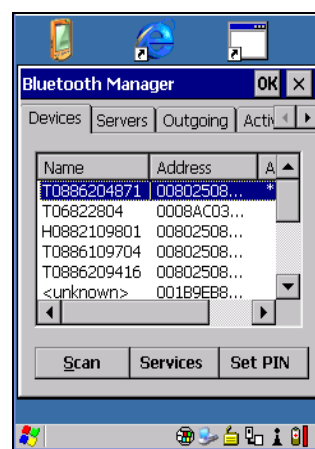 Bluetooth Manager OK ×
Devices Servers Outgoing Activ
Name Address A
T0886204871 00802508... *
T06822804 0008AC03...
H0882109801 00802508...
T0886109704 00802508...
T0886209416 00802508...
<unknown> 001B9EB8...
Scan Services Set PIN